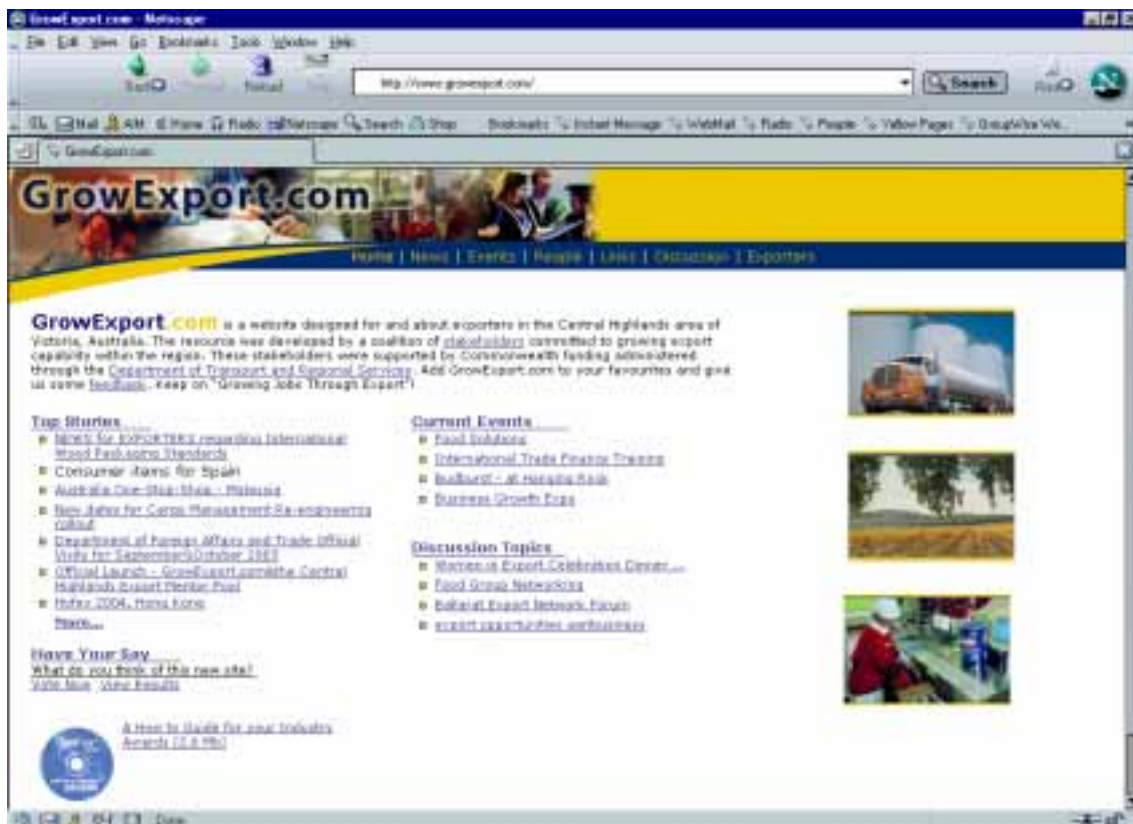 GrowExport.com - Netscape
File Edit View Go Bookmarks Tools Window Help
Back Reload http://www.growexport.com/ Search Print
Mail AIM Home Radio Netscape Search Shop Bookmarks Instant Message WebMail Radio People Yellow Pages
GrowExport.com
GrowExport.com
Home | News | Events | People | Links | Discussion | Exporters
GrowExport.com is a website designed for and about exporters in the Central Highlands area of
Victoria, Australia. The resource was developed by a coalition of stakeholders committed to growing export
capability within the region. These stakeholders were supported by Commonwealth funding administered
through the Department of Transport and Regional Services. Add GrowExport.com to your favourites and give
us some feedback. Keep on "Growing Jobs Through Export"!
Top Stories
NEWS for EXPORTERS regarding International
Wood Packaging Standards
Consumer items for Spain
Australia One-Stop-Shop - Malaysia
New dates for Cargo Management Re-engineering
rollout
Department of Foreign Affairs and Trade Official
Visits for September/October 2003
Official Launch - GrowExport.com/the Central
Highlands Export Mentor Pool
Hofex 2004, Hong Kong
More...
Current Events
Food Solutions
International Trade Finance Training
Budburst - at Hanging Rock
Business Growth Expo
Discussion Topics
Women in Export Celebration Dinner ...
Food Group Networking
Ballarat Export Network Forum
export opportunities
Have Your Say
What do you think of this new site?
Vote Now View Results
A How to Guide for your Industry
Awards (2.6 Mb)
Done